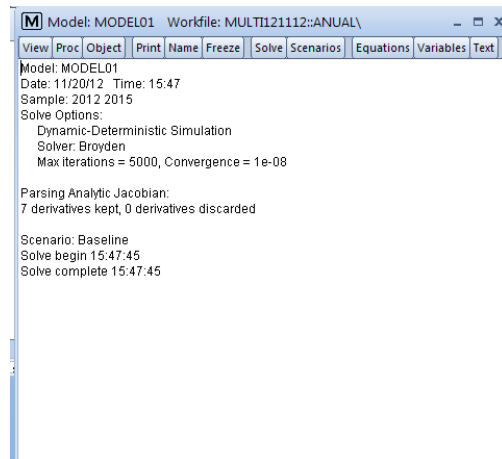 M Model: MODEL01 Workfile: MULTI121112::ANUAL\
View Proc Object Print Name Freeze Solve Scenarios Equations Variables Text
Model: MODEL01
Date: 11/20/12 Time: 15:47
Sample: 2012 2015
Solve Options:
Dynamic-Deterministic Simulation
Solver: Broyden
Max iterations = 5000, Convergence = 1e-08
Parsing Analytic Jacobian:
7 derivatives kept, 0 derivatives discarded
Scenario: Baseline
Solve begin 15:47:45
Solve complete 15:47:45